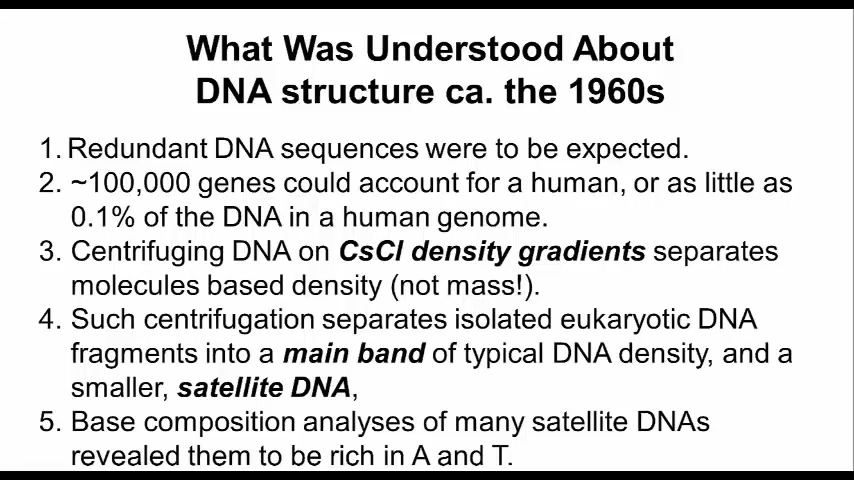 What Was Understood About
DNA structure ca. the 1960s
1. Redundant DNA sequences were to be expected.
2. ~100,000 genes could account for a human, or as little as
0.1% of the DNA in a human genome.
3. Centrifuging DNA on CsCl density gradients separates
molecules based density (not mass!).
4. Such centrifugation separates isolated eukaryotic DNA
fragments into a main band of typical DNA density, and a
smaller, satellite DNA,
5. Base composition analyses of many satellite DNAs
revealed them to be rich in A and T.